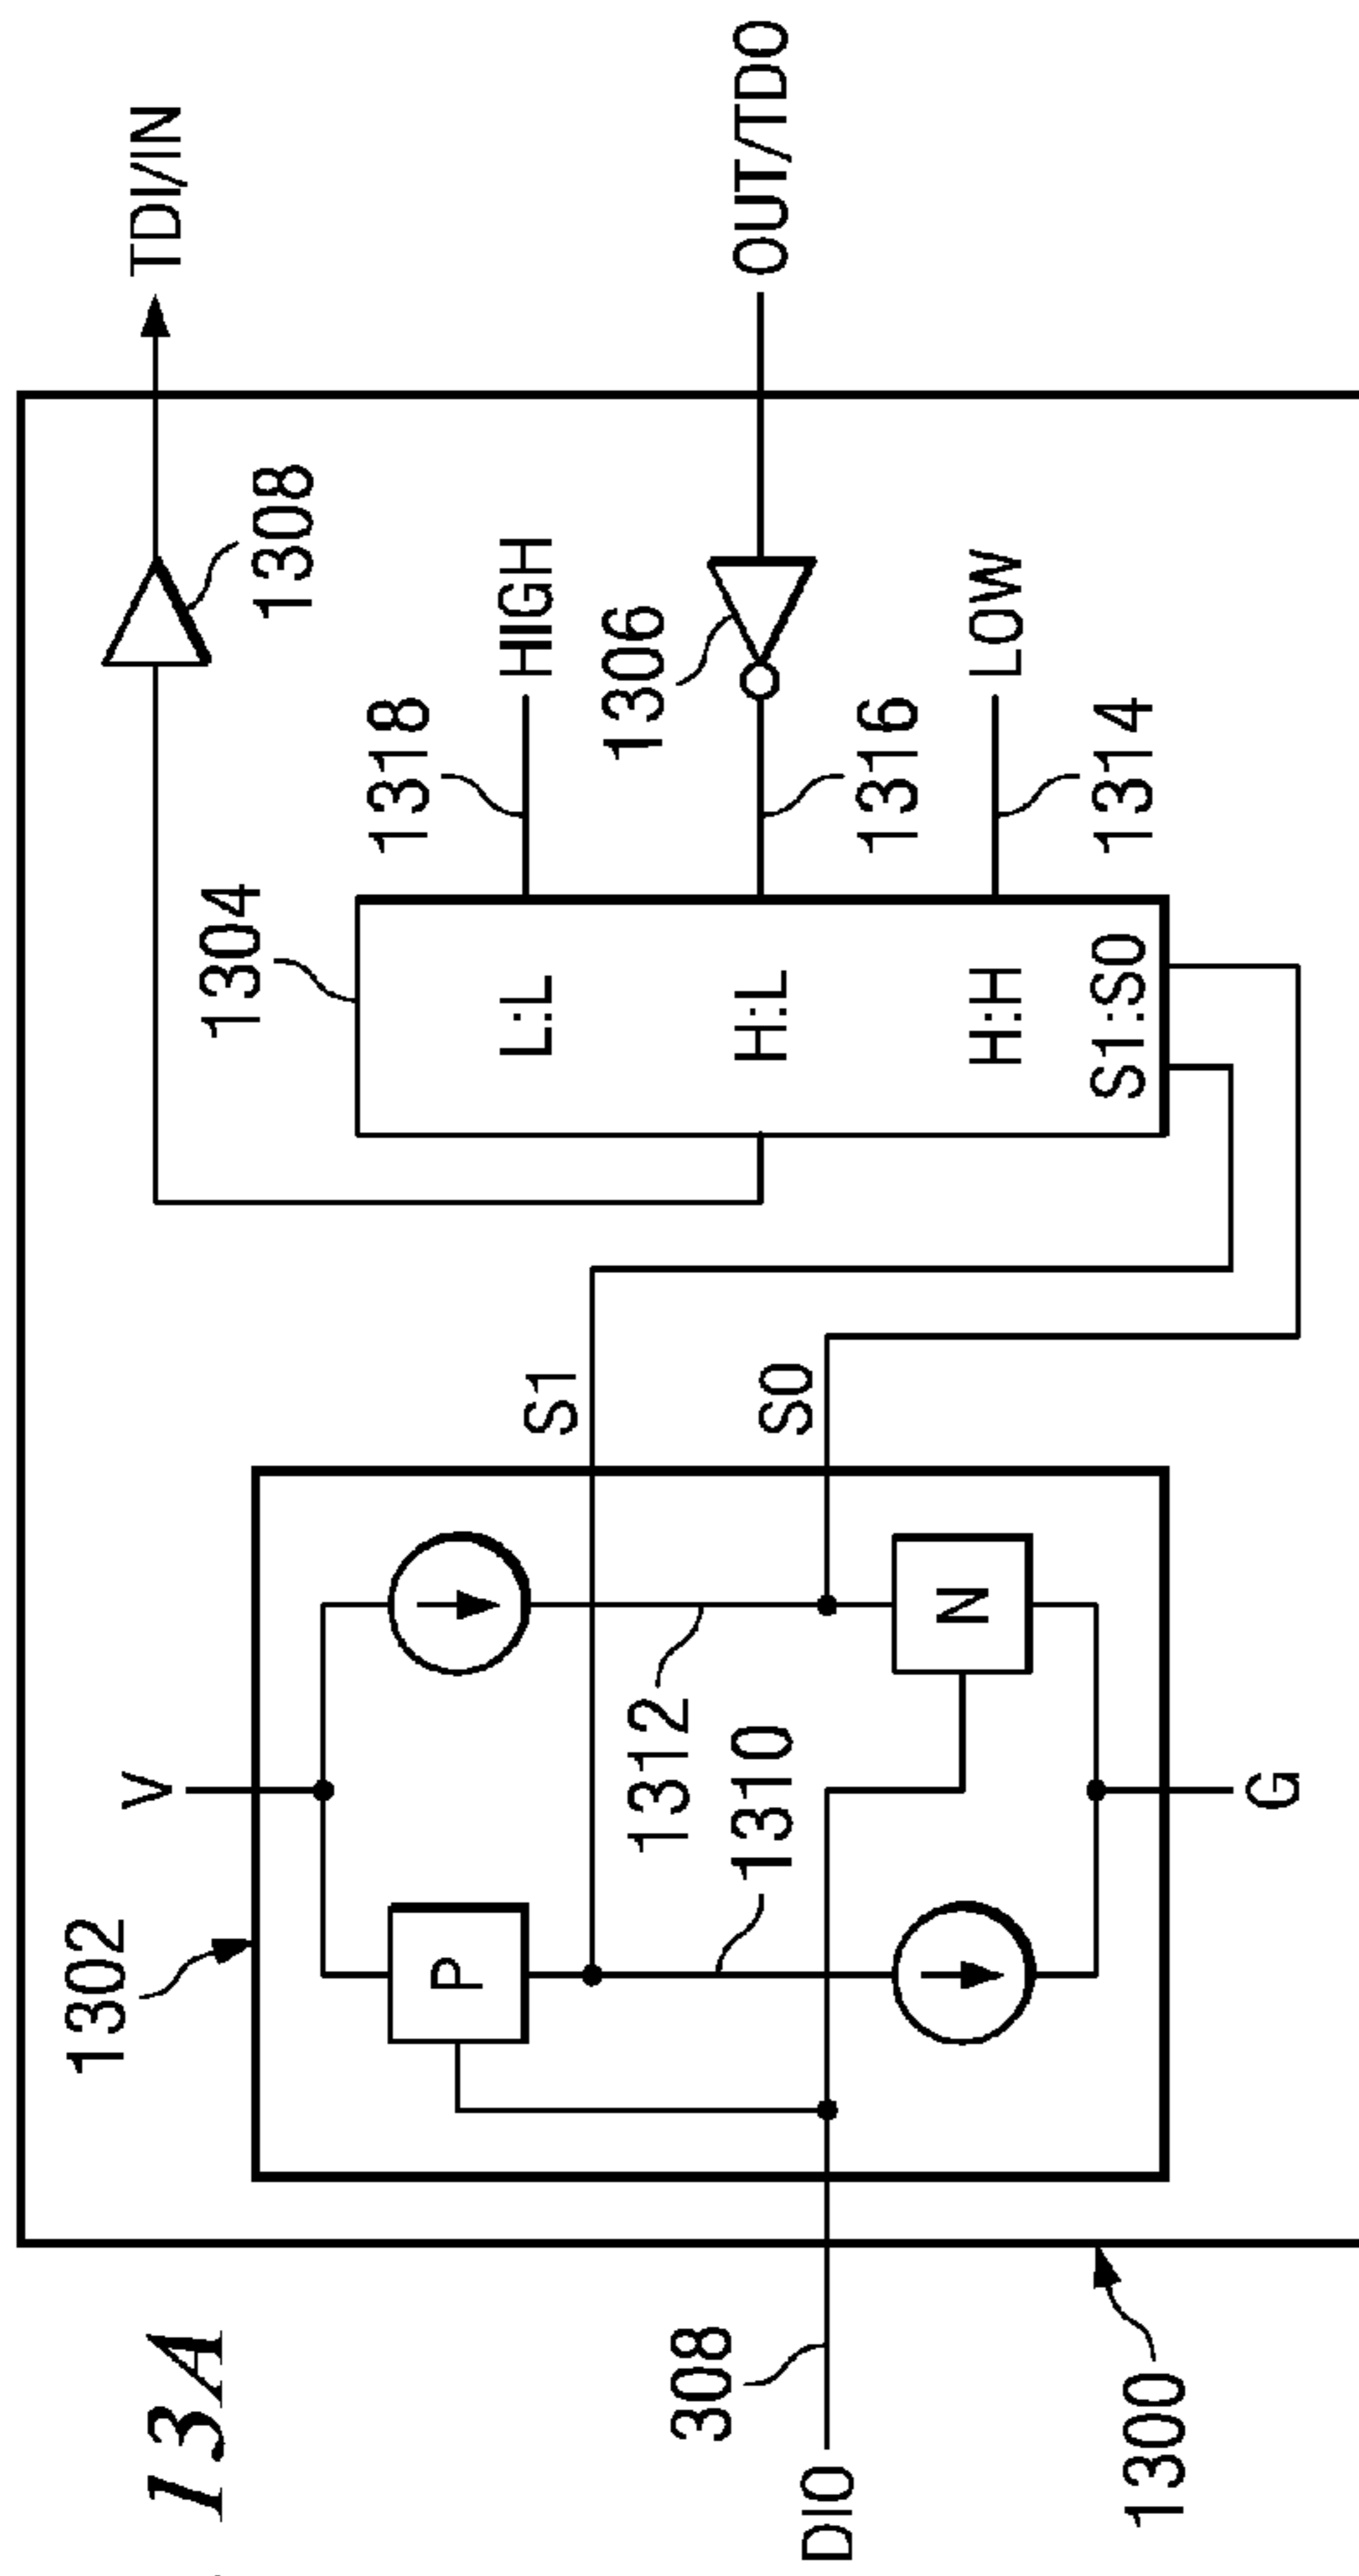 13A
1302
V
TDI/IN
1304
1308
1318
P
S1
L:L
HIGH
308
1312
1306
1310
S0
H:L
OUT/TDO
DIO
1316
N
H:H
LOW
1300
S1:S0
1314
G